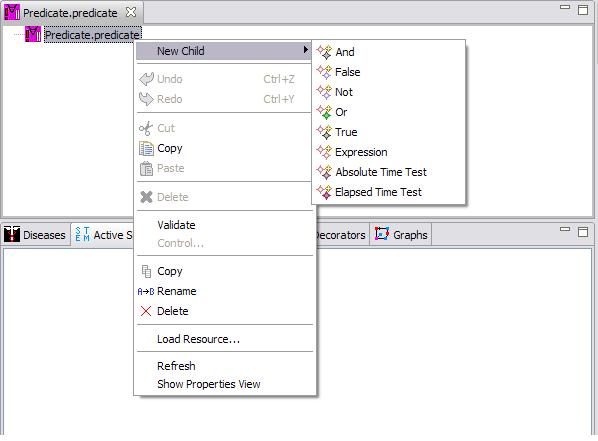 Predicate.predicate
Predicate.predicate
New Child
Undo Ctrl+Z
Redo Ctrl+Y
Cut
Copy
Paste
Delete
Validate
Control...
Copy
A→B Rename
Delete
Load Resource...
Refresh
Show Properties View
And
False
Not
Or
True
Expression
Absolute Time Test
Elapsed Time Test
Diseases STEM Active S Decorators Graphs